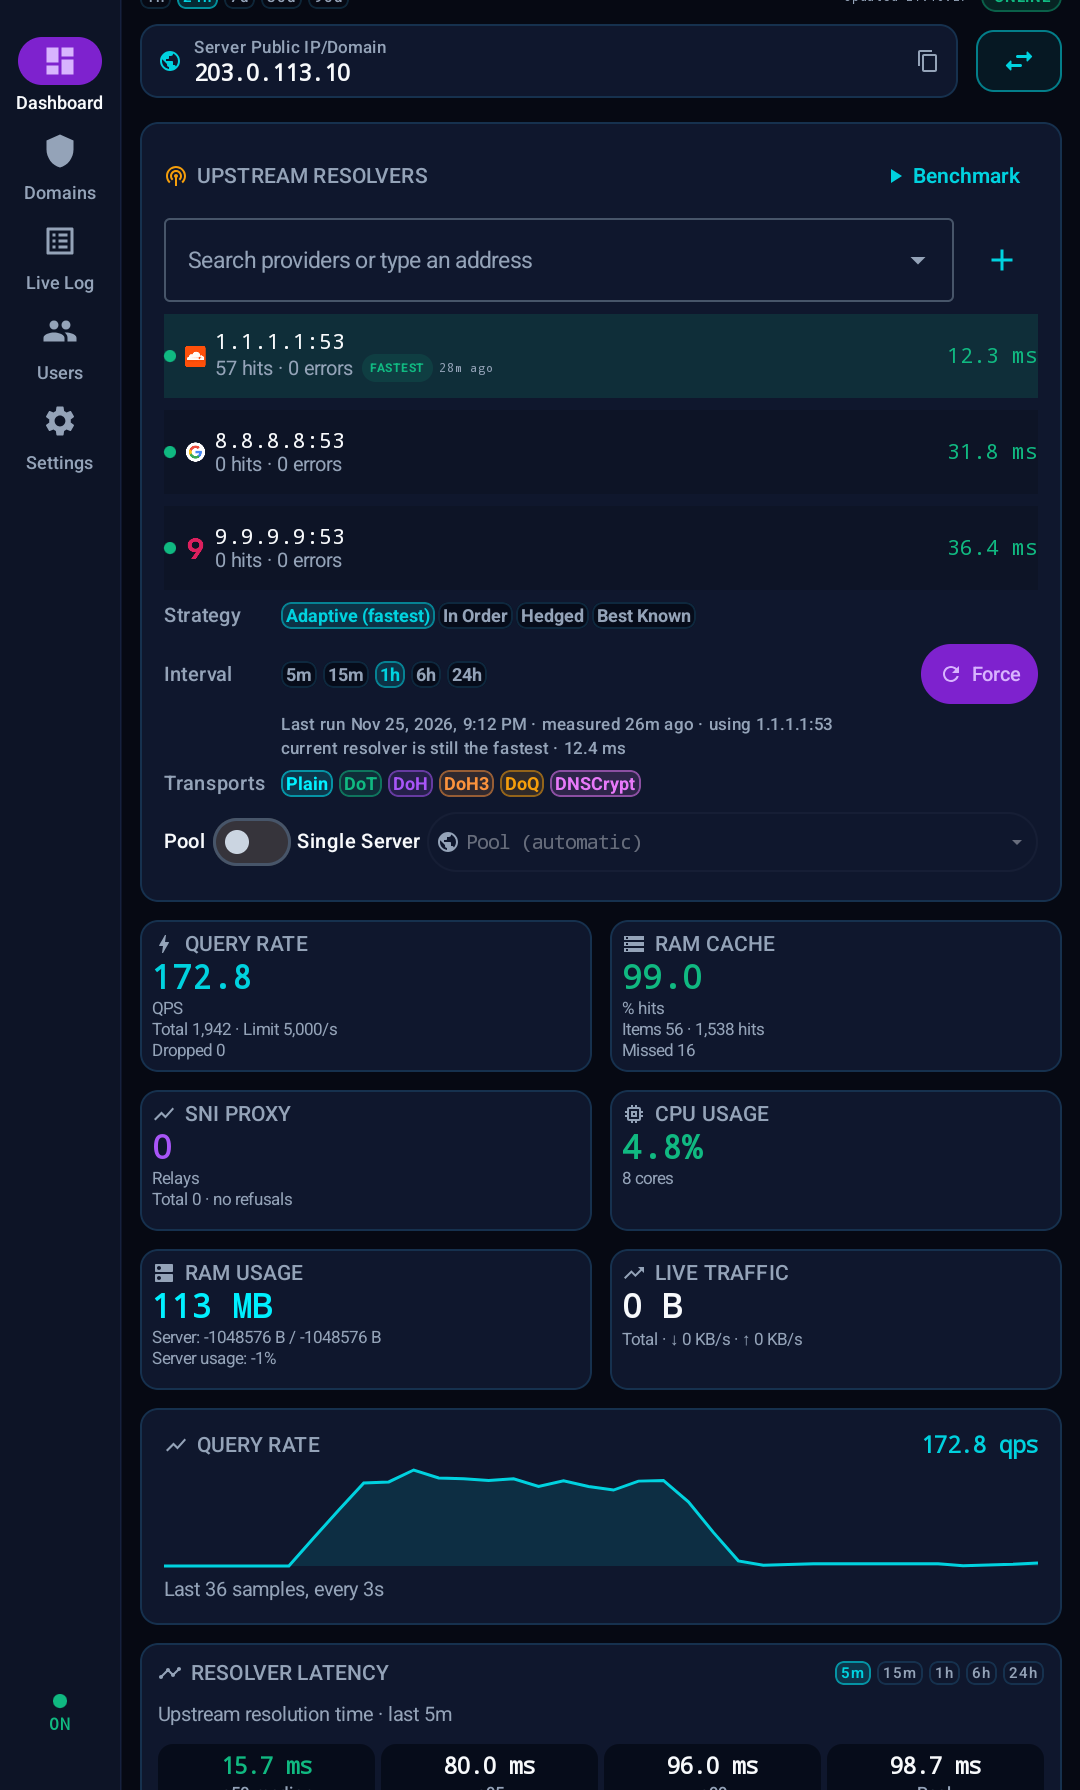 Server Public IP/Domain
203.0.113.10
Dashboard
Domains
Live Log
Users
Settings
UPSTREAM RESOLVERS
Benchmark
Search providers or type an address
1.1.1.1:53
57 hits · 0 errors FASTEST 28m ago
12.3 ms
8.8.8.8:53
0 hits · 0 errors
31.8 ms
9.9.9.9:53
0 hits · 0 errors
36.4 ms
Strategy Adaptive (fastest) In Order Hedged Best Known
Interval 5m 15m 1h 6h 24h Force
Last run Nov 25, 2026, 9:12 PM · measured 26m ago · using 1.1.1.1:53
current resolver is still the fastest · 12.4 ms
Transports Plain DoT DoH DoH3 DoQ DNSCrypt
Pool Single Server Pool (automatic)
QUERY RATE
172.8
QPS
Total 1,942 · Limit 5,000/s
Dropped 0
RAM CACHE
99.0
% hits
Items 56 · 1,538 hits
Missed 16
SNI PROXY
0
Relays
Total 0 · no refusals
CPU USAGE
4.8%
8 cores
RAM USAGE
113 MB
Server: -1048576 B / -1048576 B
Server usage: -1%
LIVE TRAFFIC
0 B
Total · ↓ 0 KB/s · ↑ 0 KB/s
QUERY RATE
172.8 qps
Last 36 samples, every 3s
RESOLVER LATENCY
5m 15m 1h 6h 24h
Upstream resolution time · last 5m
15.7 ms 80.0 ms 96.0 ms 98.7 ms
ON